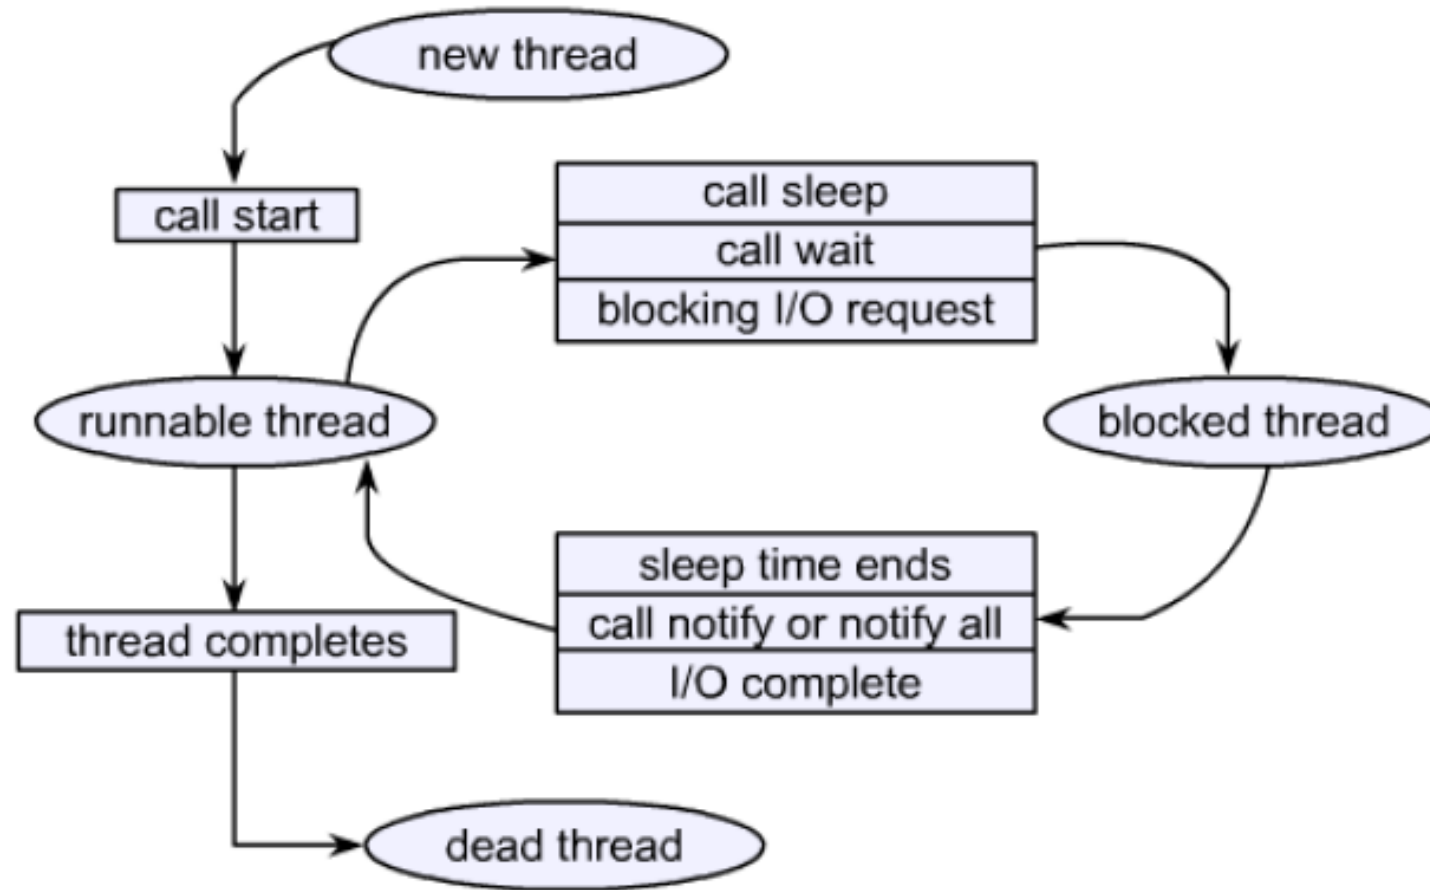 new thread
call start
call sleep
call wait
blocking I/O request
runnable thread
blocked thread
sleep time ends
call notify or notify all
I/O complete
thread completes
dead thread